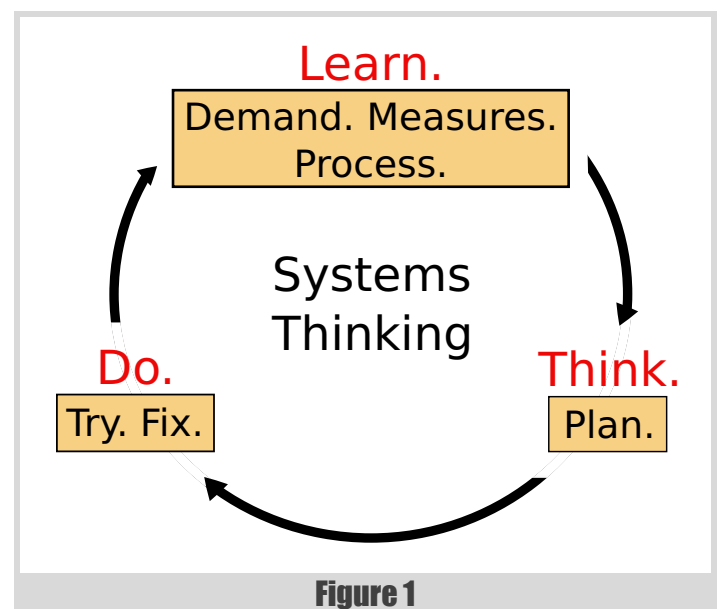 Learn.
Demand. Measures.
Process.
Systems
Thinking
Do.
Try. Fix.
Think.
Plan.
Figure 1